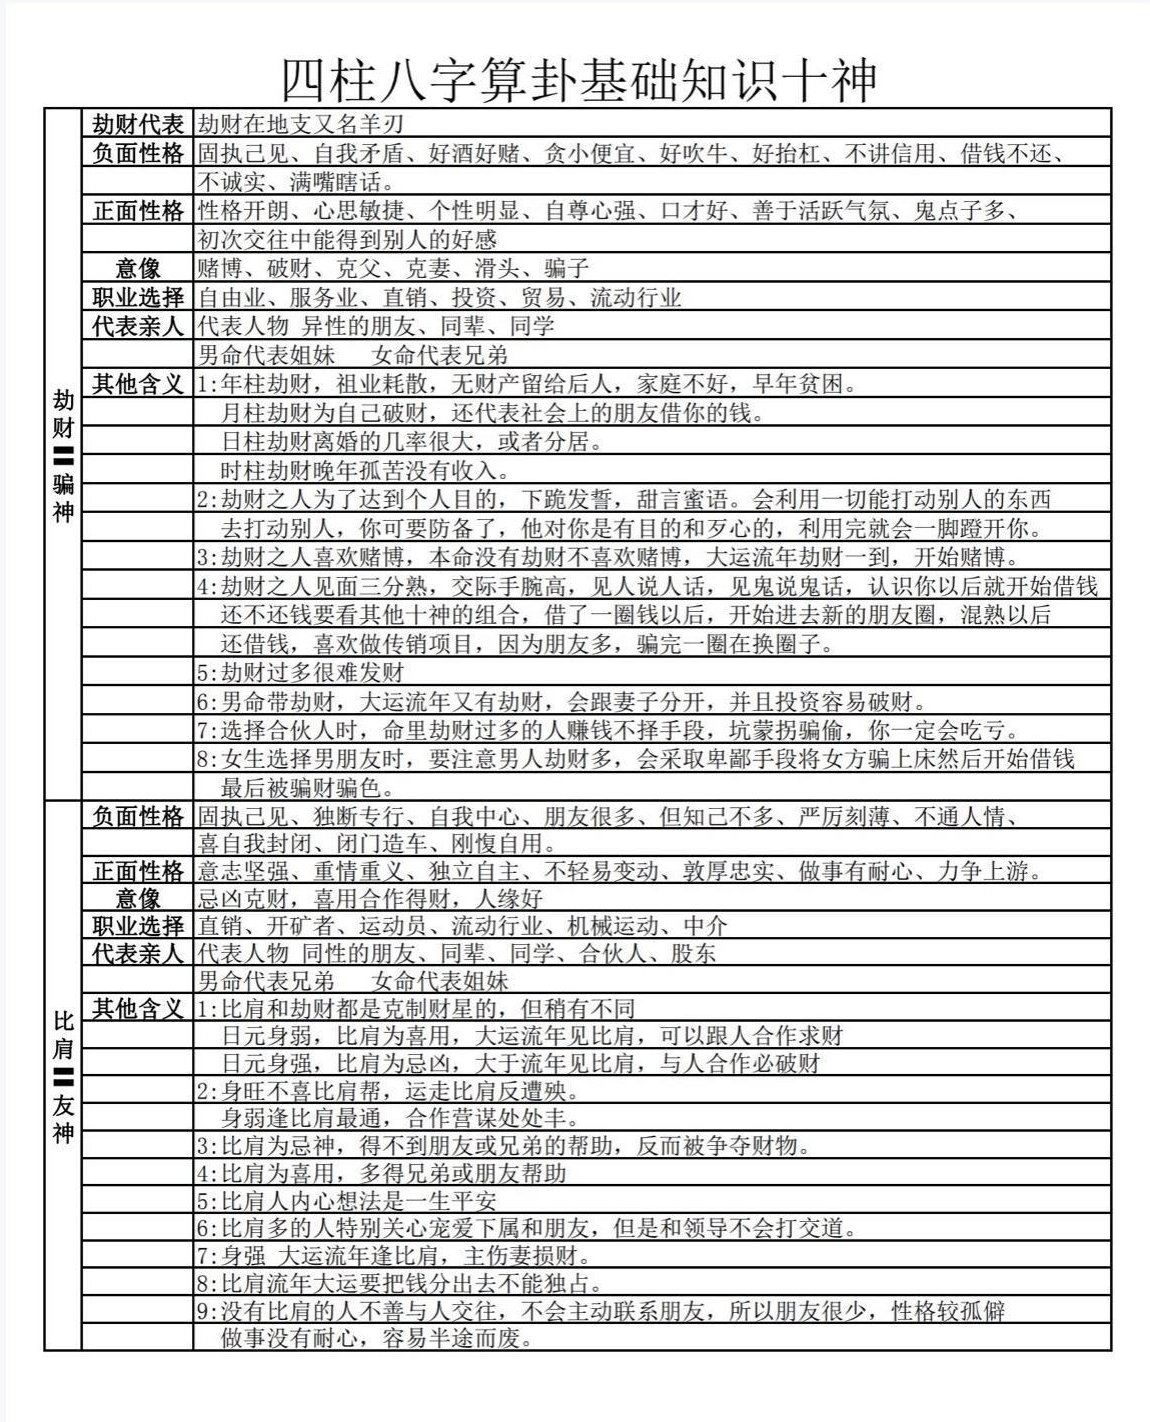 四柱八字算卦基础知识十神
劫财〓骗神
劫财代表 劫财在地支又名羊刃
负面性格 固执己见、自我矛盾、好酒好赌、贪小便宜、好吹牛、好抬杠、不讲信用、借钱不还、
不诚实、满嘴瞎话。
正面性格 性格开朗、心思敏捷、个性明显、自尊心强、口才好、善于活跃气氛、鬼点子多、
初次交往中能得到别人的好感
意像 赌博、破财、克父、克妻、滑头、骗子
职业选择 自由业、服务业、直销、投资、贸易、流动行业
代表亲人 代表人物 异性的朋友、同辈、同学
男命代表姐妹 女命代表兄弟
其他含义 1:年柱劫财，祖业耗散，无财产留给后人，家庭不好，早年贫困。
月柱劫财为自己破财，还代表社会上的朋友借你的钱。
日柱劫财离婚的几率很大，或者分居。
时柱劫财晚年孤苦没有收入。
2:劫财之人为了达到个人目的，下跪发誓，甜言蜜语。会利用一切能打动别人的东西
去打动别人，你可要防备了，他对你是有目的和歹心的，利用完就会一脚蹬开你。
3:劫财之人喜欢赌博，本命没有劫财不喜欢赌博，大运流年劫财一到，开始赌博。
4:劫财之人见面三分熟，交际手腕高，见人说人话，见鬼说鬼话，认识你以后就开始借钱
还不还钱要看其他十神的组合，借了一圈钱以后，开始进去新的朋友圈，混熟以后
还借钱，喜欢做传销项目，因为朋友多，骗完一圈在换圈子。
5:劫财过多很难发财
6:男命带劫财，大运流年又有劫财，会跟妻子分开，并且投资容易破财。
7:选择合伙人时，命里劫财过多的人赚钱不择手段，坑蒙拐骗偷，你一定会吃亏。
8:女生选择男朋友时，要注意男人劫财多，会采取卑鄙手段将女方骗上床然后开始借钱
最后被骗财骗色。
比肩〓友神
负面性格 固执己见、独断专行、自我中心、朋友很多、但知己不多、严厉刻薄、不通人情、
喜自我封闭、闭门造车、刚愎自用。
正面性格 意志坚强、重情重义、独立自主、不轻易变动、敦厚忠实、做事有耐心、力争上游。
意像 忌凶克财，喜用合作得财，人缘好
职业选择 直销、开矿者、运动员、流动行业、机械运动、中介
代表亲人 代表人物 同性的朋友、同辈、同学、合伙人、股东
男命代表兄弟 女命代表姐妹
其他含义 1:比肩和劫财都是克制财星的，但稍有不同
日元身弱，比肩为喜用，大运流年见比肩，可以跟人合作求财
日元身强，比肩为忌凶，大于流年见比肩，与人合作必破财
2:身旺不喜比肩帮，运走比肩反遭殃。
身弱逢比肩最通，合作营谋处处丰。
3:比肩为忌神，得不到朋友或兄弟的帮助，反而被争夺财物。
4:比肩为喜用，多得兄弟或朋友帮助
5:比肩人内心想法是一生平安
6:比肩多的人特别关心宠爱下属和朋友，但是和领导不会打交道。
7:身强 大运流年逢比肩，主伤妻损财。
8:比肩流年大运要把钱分出去不能独占。
9:没有比肩的人不善与人交往，不会主动联系朋友，所以朋友很少，性格较孤僻
做事没有耐心，容易半途而废。